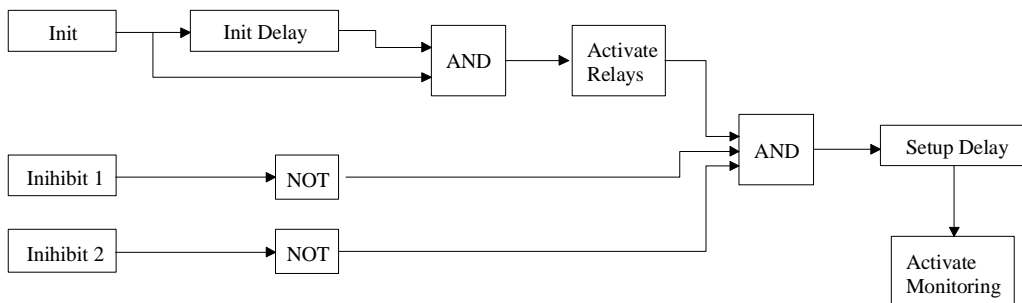 Init
Init Delay
AND
Activate
Relays
AND
Setup Delay
Inihibit 1
NOT
Inihibit 2
NOT
Activate
Monitoring